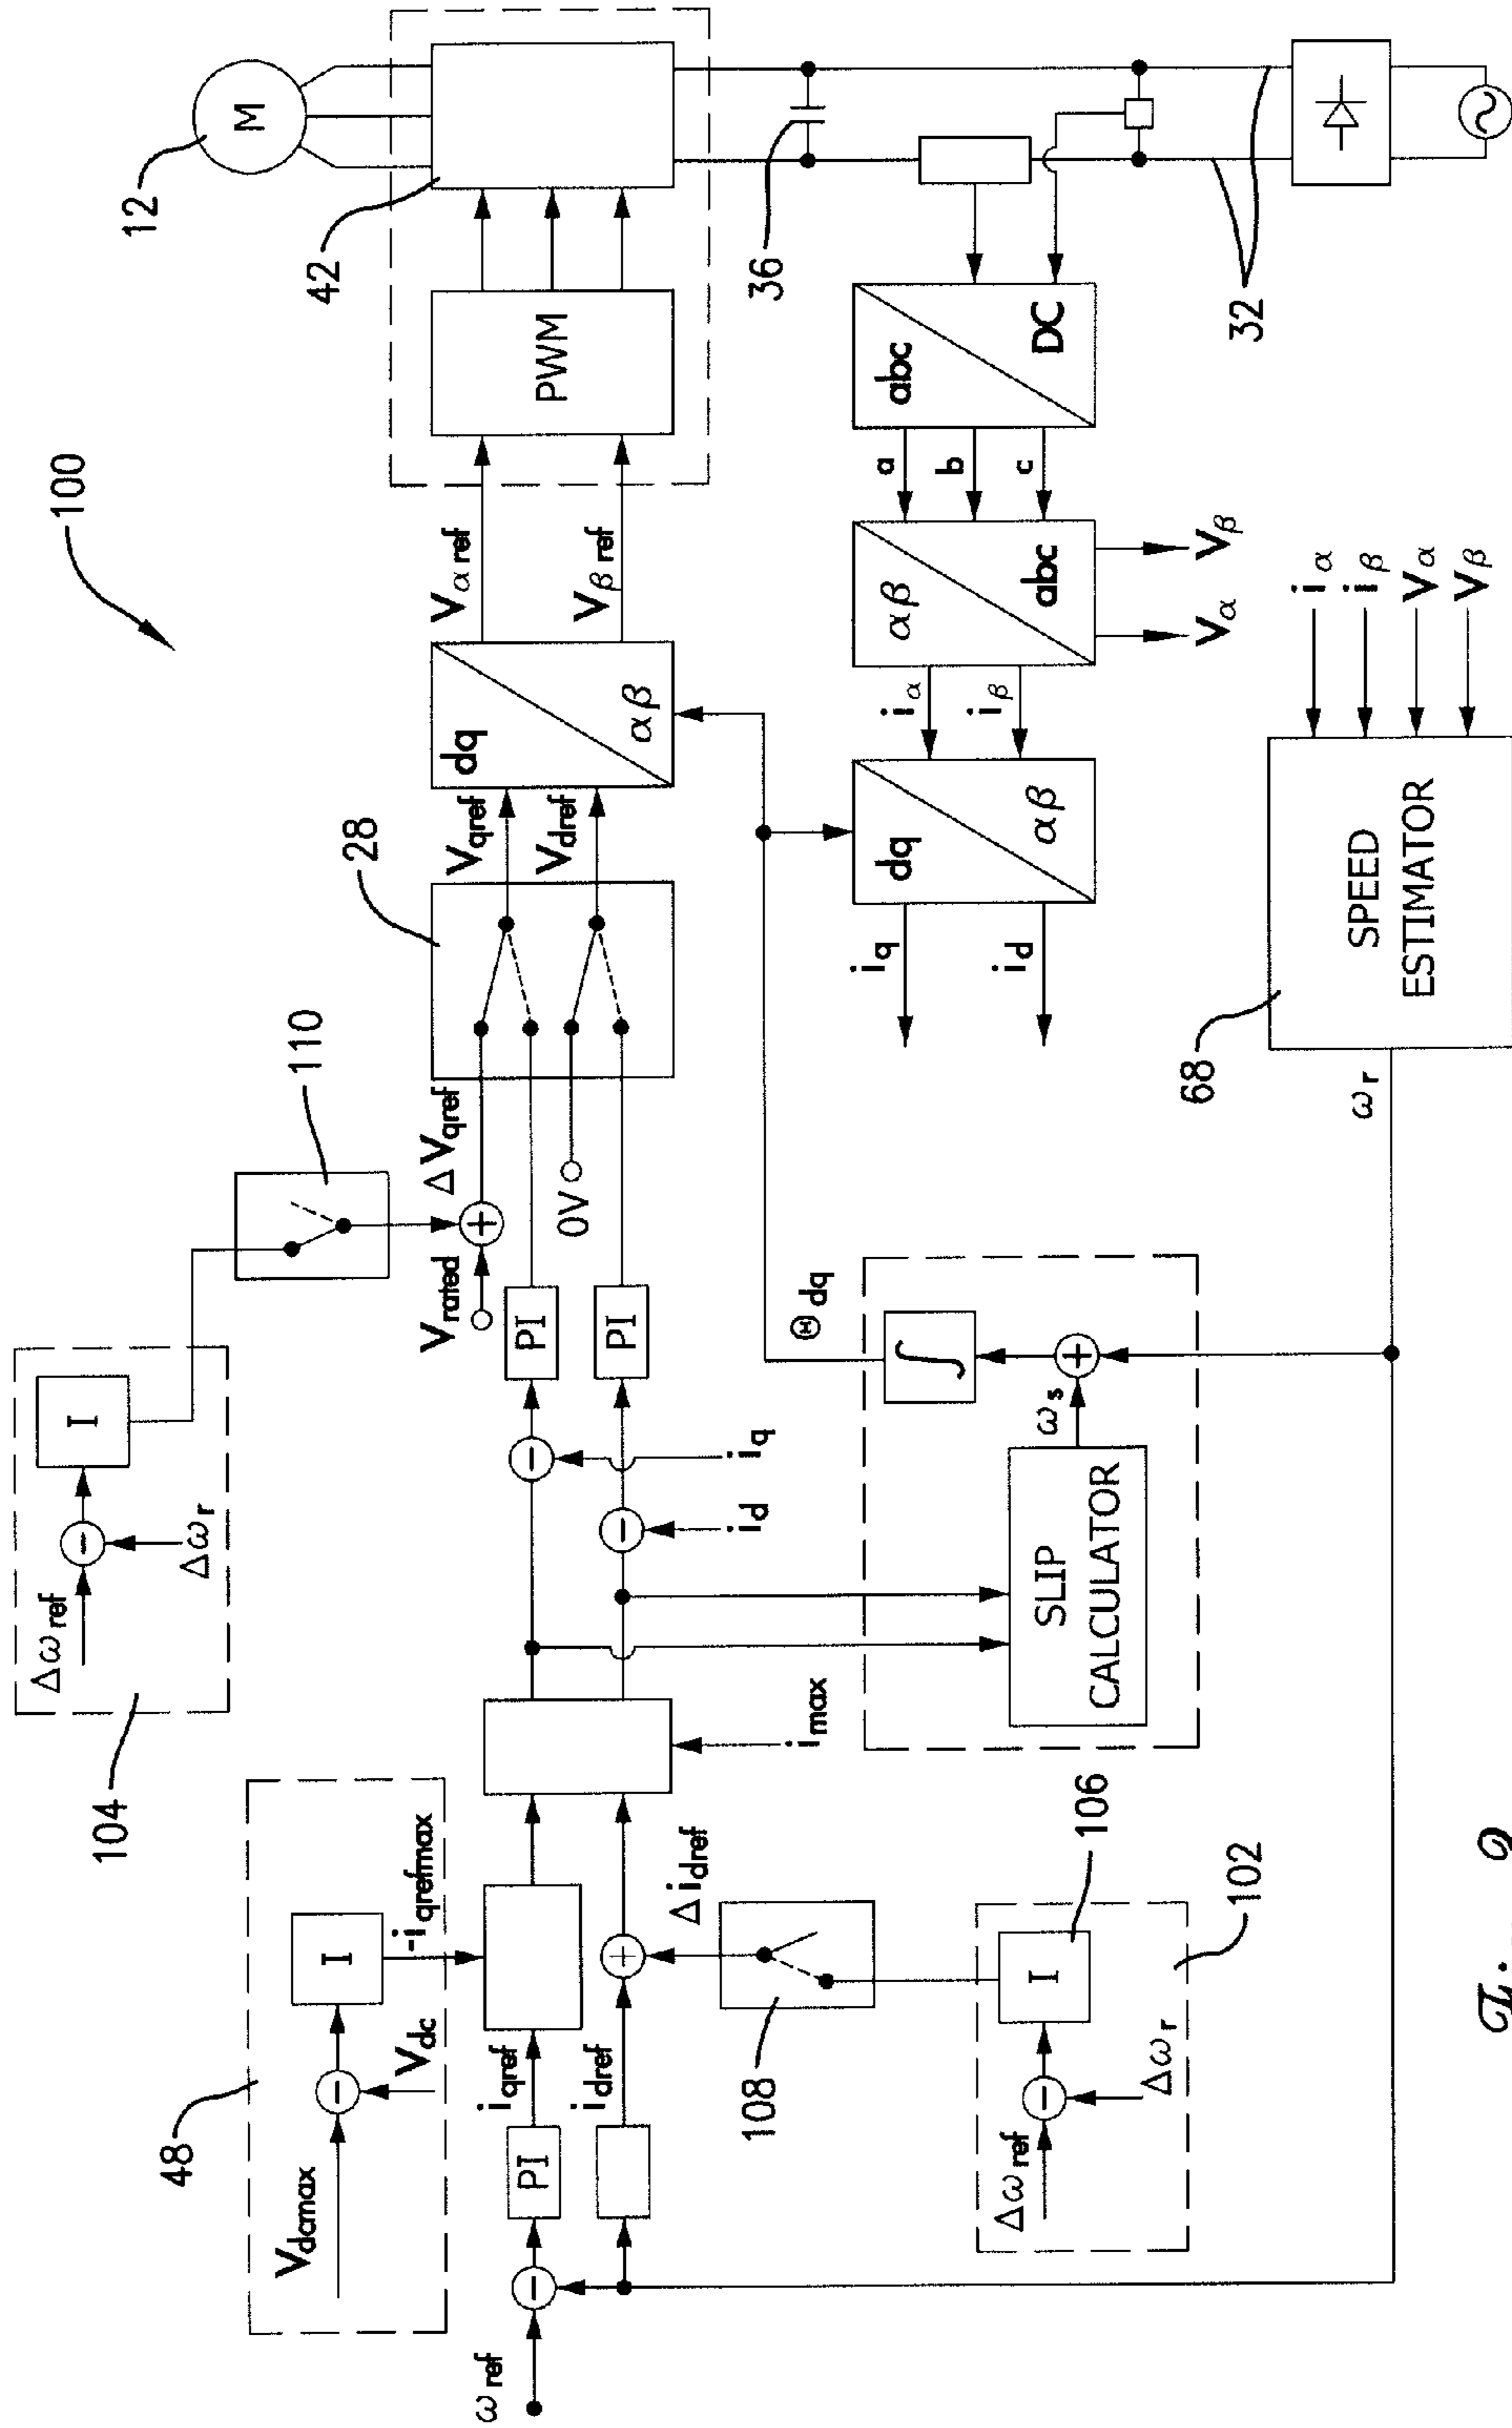 100
12
M
42
PWM
36
32
104
Δωref
Δωr
I
110
28
Vrated
ΔVqref
0V
Vqref
Vdref
dq
αβ
Vα ref
Vβ ref
48
Vdcmax
Vdc
I
-iqrefmax
ωref
PI
iqref
idref
Δidref
imax
iq
id
PI
PI
108
106
102
Δωref
Δωr
I
SLIP
CALCULATOR
ωs
∫
Θdq
iq
id
dq
αβ
iα
iβ
αβ
abc
Vα
Vβ
a
b
c
abc
DC
ωr
68
SPEED
ESTIMATOR
iα
iβ
Vα
Vβ